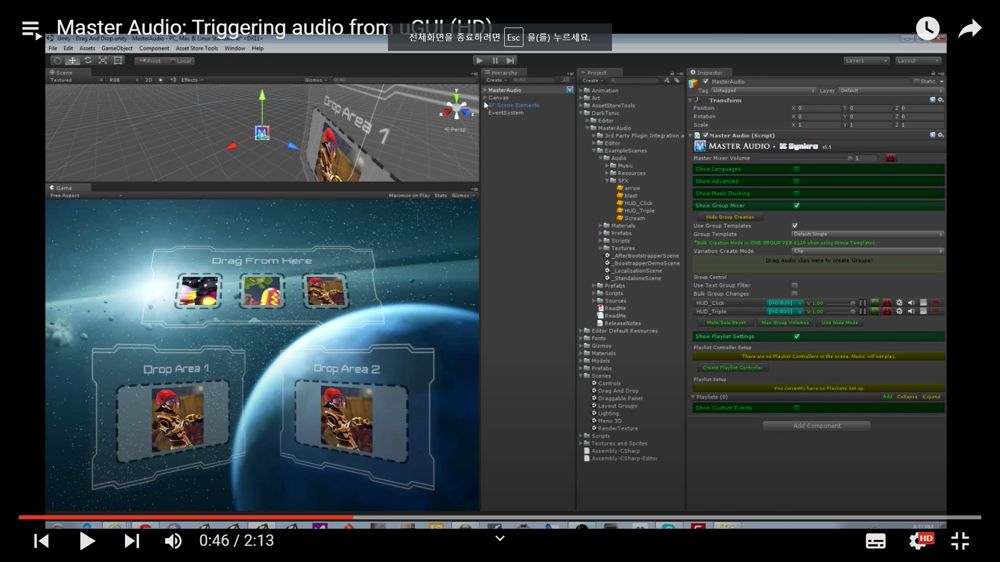 Master Audio: Triggering audio from uGUI (HD)
전체화면을 종료하려면 Esc 을(를) 누르세요.
Unity - Drag And Drop.unity - MasterAudio - PC, Mac & Linux Standalone* <DX11>
File Edit Assets GameObject Component Asset Store Tools Window Help
Pivot Local
Layers Layout
Scene
Textured RGB 2D Effects Gizmos All
Drop Area 1
y
x z
Persp
Game
Free Aspect Maximize on Play Stats Gizmos
Drag From Here
Drop Area 1
Drop Area 2
Hierarchy
Create All
MasterAudio
Canvas
SF Scene Elements
EventSystem
Project
Create
Animation
Art
AssetStoreTools
DarkTonic
Editor
MasterAudio
3rd Party Plugin Integration a
Editor
ExampleScenes
Audio
Music
Resources
SFX
arrow
blast
HUD_Click
HUD_Triple
Scream
Materials
Prefabs
Scripts
Textures
_AfterBootstrapperScene
_BoostrapperDemoScene
_LocalizationScene
_StandaloneScene
Prefabs
Scripts
Sources
ReadMe
ReadMe
ReleaseNotes
Editor Default Resources
Fonts
Gizmos
Materials
Models
Prefabs
Scenes
Controls
Drag And Drop
Draggable Panel
Layout Groups
Lighting
Menu 3D
RenderTexture
Scripts
Textures and Sprites
Assembly-CSharp
Assembly-CSharp-Editor
Inspector
MasterAudio Static
Tag Untagged Layer Default
Transform
Position X 0 Y 0 Z 0
Rotation X 0 Y 0 Z 0
Scale X 1 Y 1 Z 1
Master Audio (Script)
MASTER AUDIO + Synkro v3.5
Master Mixer Volume 1
Show Languages
Show Advanced
Show Music Ducking
Show Group Mixer
Hide Group Creation
Use Group Templates
Group Template Default Single
*Bulk Creation Mode is ONE GROUP PER CLIP when using Group Templates.
Variation Create Mode Clip
Drag Audio clips here to create Groups!
Group Control
Use Text Group Filter
Bulk Group Changes
HUD_Click [NO BUS] V 1.00
HUD_Triple [NO BUS] V 1.00
Mute/Solo Reset Max Group Volumes Use Wide Mode
Show Playlist Settings
Playlist Controller Setup
There are no Playlist Controllers in the scene. Music will not play.
Create Playlist Controller
Playlist Setup
You currently have no Playlists set up.
Playlists (0) Add Collapse Expand
Show Custom Events
Add Component
8:32 PM
0:46 / 2:13
HD